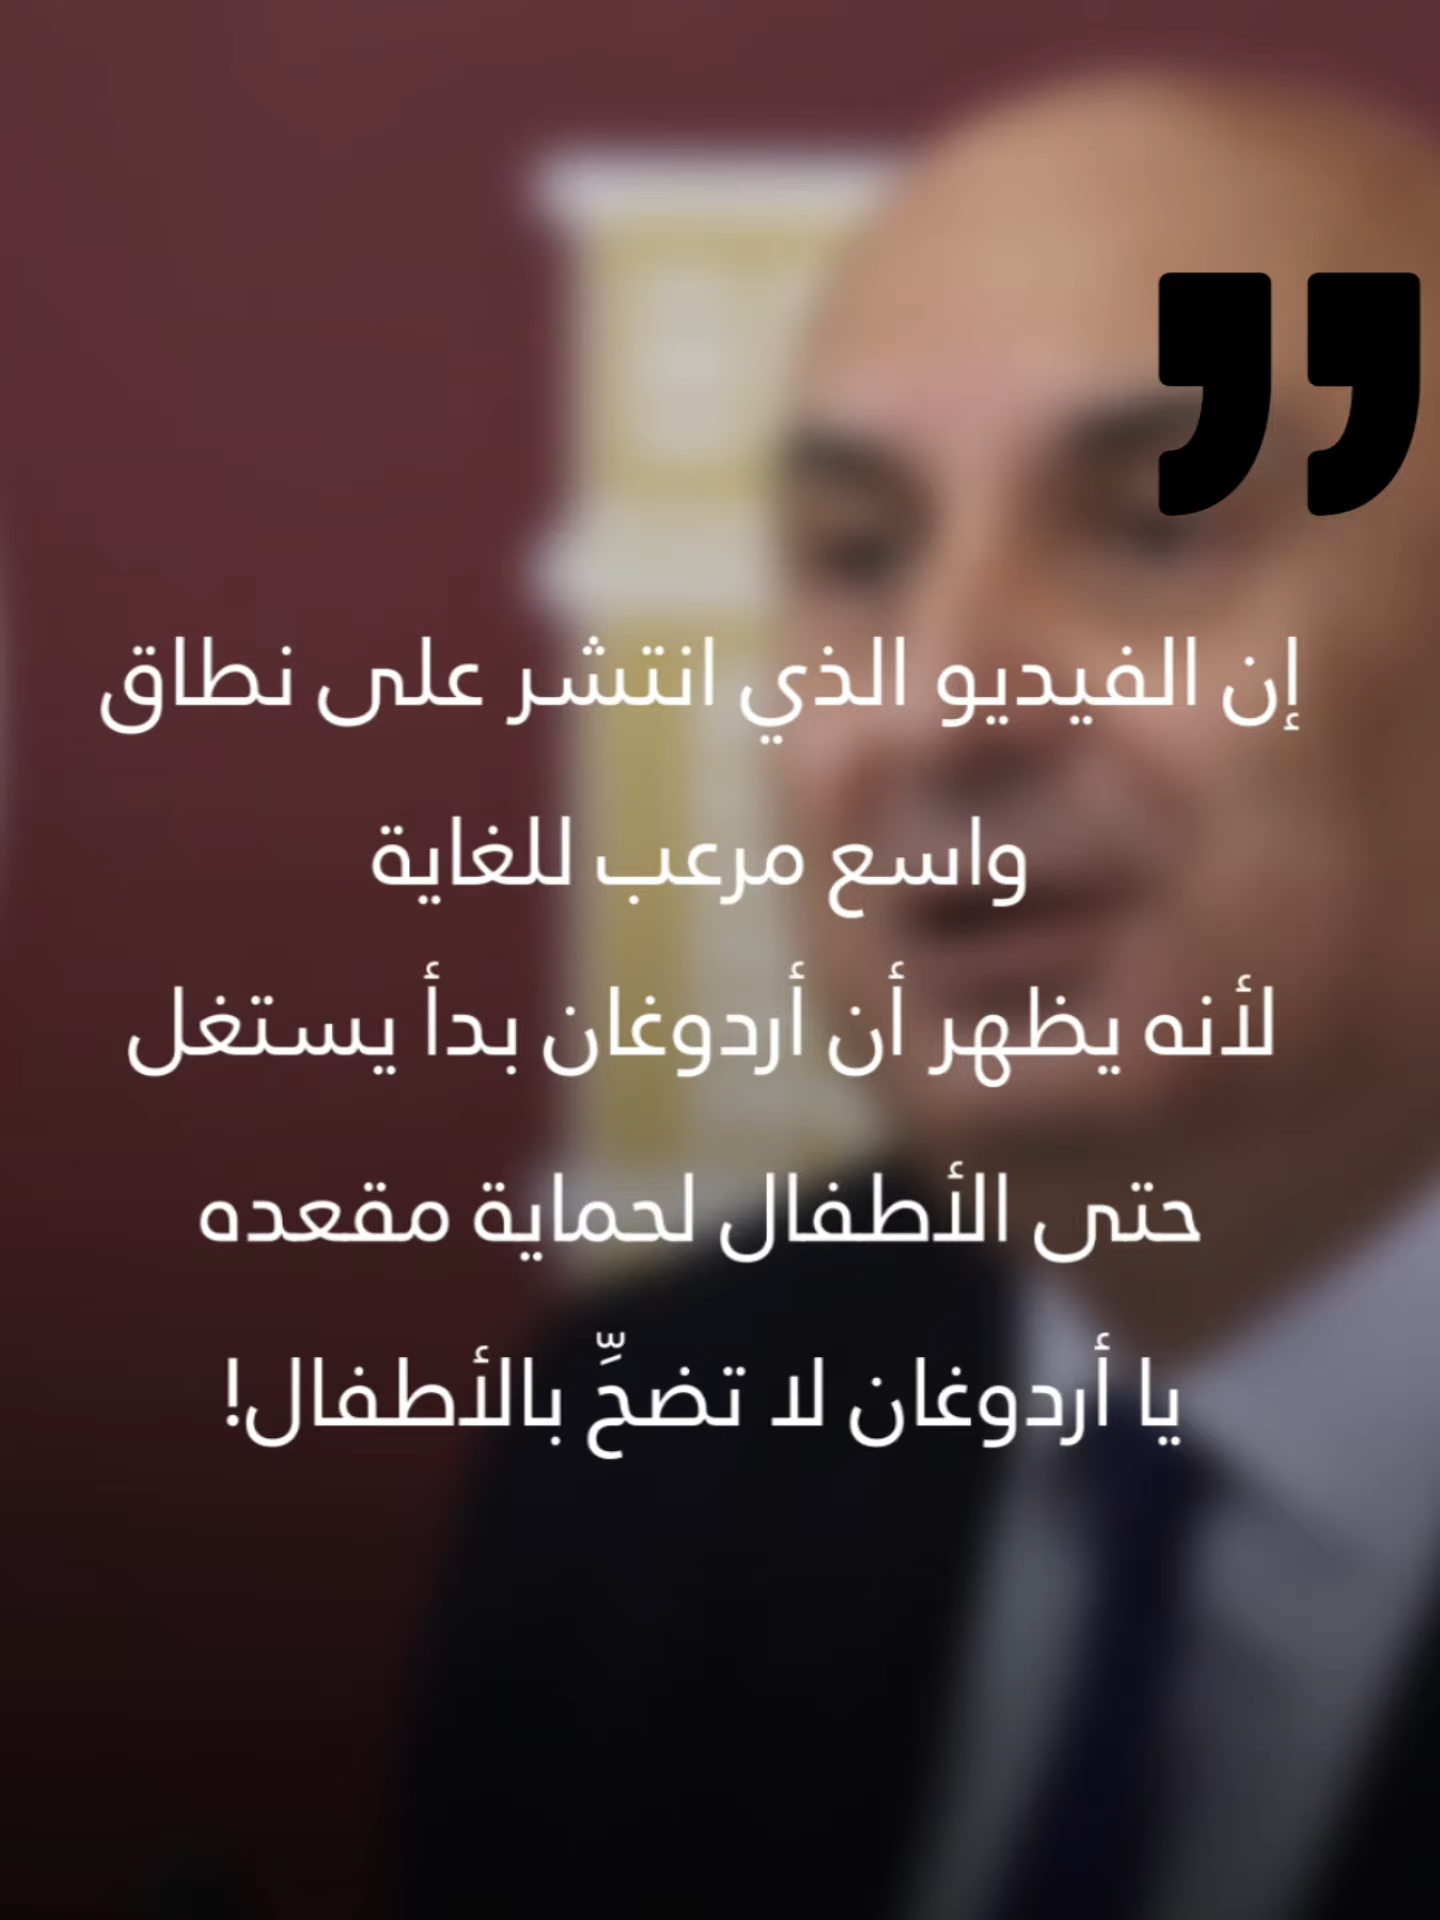 إن الفيديو الذي انتشر على نطاق
واسع مرعب للغاية
لأنه يظهر أن أردوغان بدأ يستغل
حتى الأطفال لحماية مقعده
يا أردوغان لا تضحِّ بالأطفال!